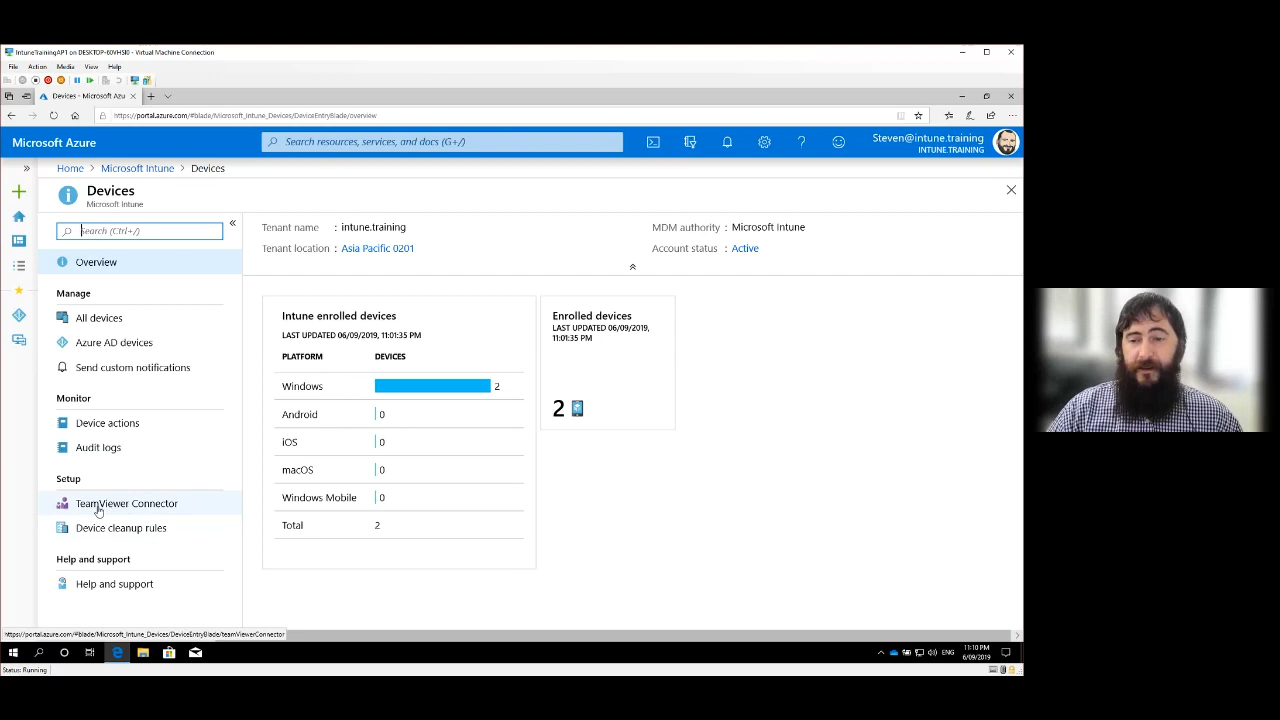 IntuneTrainingAP1 on DESKTOP-60VHSI0 - Virtual Machine Connection
File Action Media View Help
Devices - Microsoft Azu
https://portal.azure.com/#blade/Microsoft_Intune_Devices/DeviceEntryBlade/overview
Microsoft Azure
Search resources, services, and docs (G+/)
Steven@intune.training
INTUNE.TRAINING
Home > Microsoft Intune > Devices
Devices
Microsoft Intune
Search (Ctrl+/)
Overview
Manage
All devices
Azure AD devices
Send custom notifications
Monitor
Device actions
Audit logs
Setup
TeamViewer Connector
Device cleanup rules
Help and support
Help and support
Tenant name : intune.training
Tenant location : Asia Pacific 0201
MDM authority : Microsoft Intune
Account status : Active
Intune enrolled devices
LAST UPDATED 06/09/2019, 11:01:35 PM
PLATFORM DEVICES
Windows 2
Android 0
iOS 0
macOS 0
Windows Mobile 0
Total 2
Enrolled devices
LAST UPDATED 06/09/2019,
11:01:35 PM
2
https://portal.azure.com/#blade/Microsoft_Intune_Devices/DeviceEntryBlade/teamViewerConnector
ENG
11:10 PM
6/09/2019
Status: Running